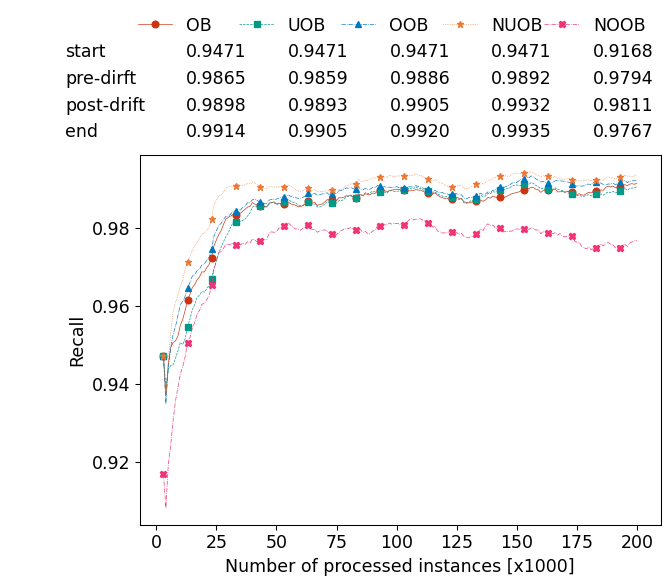 OB UOB OOB NUOB NOOB
start 0.9471 0.9471 0.9471 0.9471 0.9168
pre-dirft 0.9865 0.9859 0.9886 0.9892 0.9794
post-drift 0.9898 0.9893 0.9905 0.9932 0.9811
end 0.9914 0.9905 0.9920 0.9935 0.9767
0.98
0.96
0.94
0.92
Recall
0 25 50 75 100 125 150 175 200
Number of processed instances [x1000]